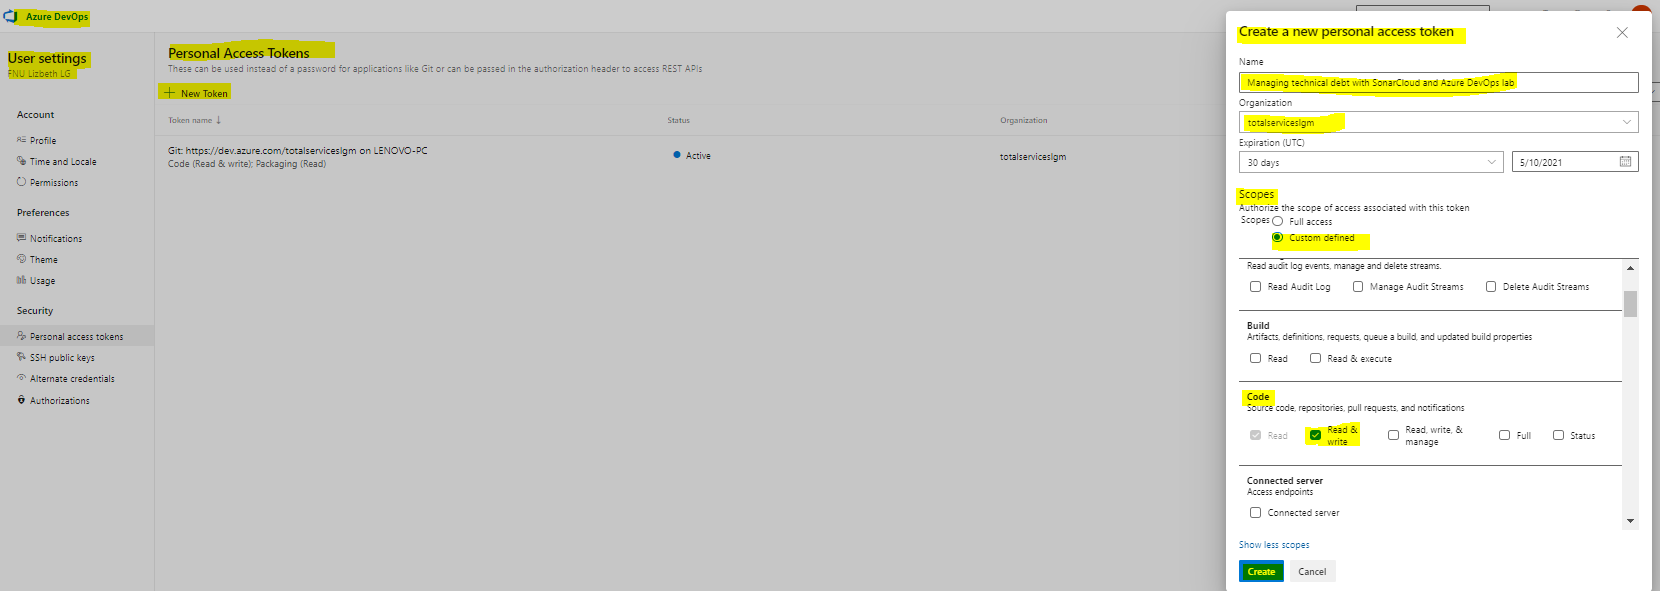 Azure DevOps
User settings
FNU Lizbeth LG
Account
Profile
Time and Locale
Permissions
Preferences
Notifications
Theme
Usage
Security
Personal access tokens
SSH public keys
Alternate credentials
Authorizations
Personal Access Tokens
These can be used instead of a password for applications like Git or can be passed in the authorization header to access REST APIs
New Token
Token name ↓ Status Organization
Git: https://dev.azure.com/totalserviceslgm on LENOVO-PC Active totalserviceslgm
Code (Read & write); Packaging (Read)
Create a new personal access token
Name
Managing technical debt with SonarCloud and Azure DevOps lab
Organization
totalserviceslgm
Expiration (UTC)
30 days 5/10/2021
Scopes
Authorize the scope of access associated with this token
Scopes Full access
Custom defined
Read audit log events, manage and delete streams.
Read Audit Log Manage Audit Streams Delete Audit Streams
Build
Artifacts, definitions, requests, queue a build, and updated build properties
Read Read & execute
Code
Source code, repositories, pull requests, and notifications
Read Read & write Read, write, & manage Full Status
Connected server
Access endpoints
Connected server
Show less scopes
Create Cancel